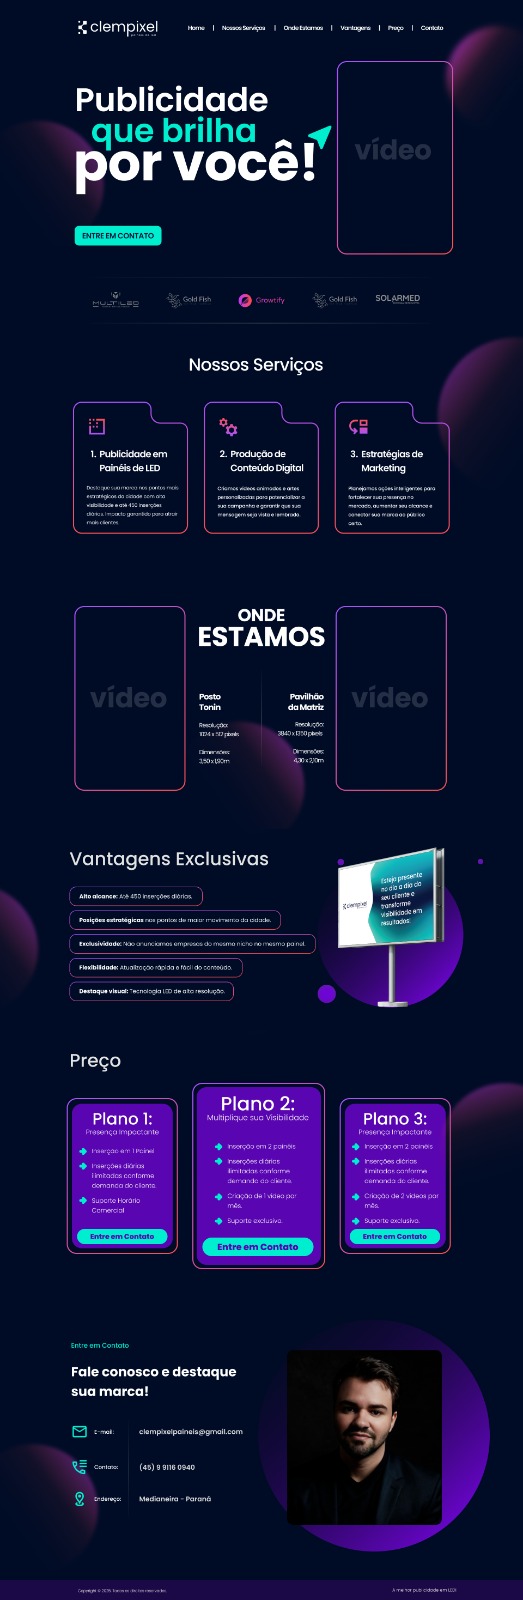 clempixel
Home | Nossos Serviços | Onde Estamos | Vantagens | Preço | Contato
Publicidade
que brilha
por você!
vídeo
ENTRE EM CONTATO
MULTILED
Gold Fish
Growtify
Gold Fish
SOLARMED
Nossos Serviços
1. Publicidade em
Painéis de LED
Destaque sua marca nos pontos mais
estratégicos da cidade com alta
visibilidade e até 450 inserções
diárias. Impacto garantido para atrair
mais clientes.
2. Produção de
Conteúdo Digital
Criamos vídeos animados e artes
personalizadas para potencializar a
sua campanha e garantir que sua
mensagem seja vista e lembrada.
3. Estratégias de
Marketing
Planejamos ações inteligentes para
fortalecer sua presença no
mercado, aumentar seu alcance e
conectar sua marca ao público
certo.
vídeo
ONDE
ESTAMOS
Posto
Tonin
Resolução:
1024 x 512 pixels
Dimensões:
3,50 x 1,90m
Pavilhão
da Matriz
Resolução:
3840 x 1350 pixels
Dimensões:
4,30 x 2,10m
vídeo
Vantagens Exclusivas
Alto alcance: Até 450 inserções diárias.
Posições estratégicas nos pontos de maior movimento da cidade.
Exclusividade: Não anunciamos empresas do mesmo nicho no mesmo painel.
Flexibilidade: Atualização rápida e fácil do conteúdo.
Destaque visual: Tecnologia LED de alta resolução.
clempixel
Esteja presente
no dia a dia do
seu cliente e
transforme
visibilidade em
resultados.
Preço
Plano 1:
Presença Impactante
Inserção em 1 Painel
Inserções diárias
ilimitadas conforme
demanda do cliente.
Suporte Horário
Comercial
Entre em Contato
Plano 2:
Multiplique sua Visibilidade
Inserção em 2 painéis
Inserções diárias
ilimitadas conforme
demanda do cliente.
Criação de 1 vídeo por
mês.
Suporte exclusivo.
Entre em Contato
Plano 3:
Presença Impactante
Inserção em 2 painéis
Inserções diárias
ilimitadas conforme
demanda do cliente.
Criação de 2 vídeos por
mês.
Suporte exclusivo.
Entre em Contato
Entre em Contato
Fale conosco e destaque
sua marca!
E-mail: clempixelpaineis@gmail.com
Contato: (45) 9 9116 0940
Endereço: Medianeira - Paraná
Copyright © 2025. Todos os direitos reservados.
A melhor publicidade em LED!